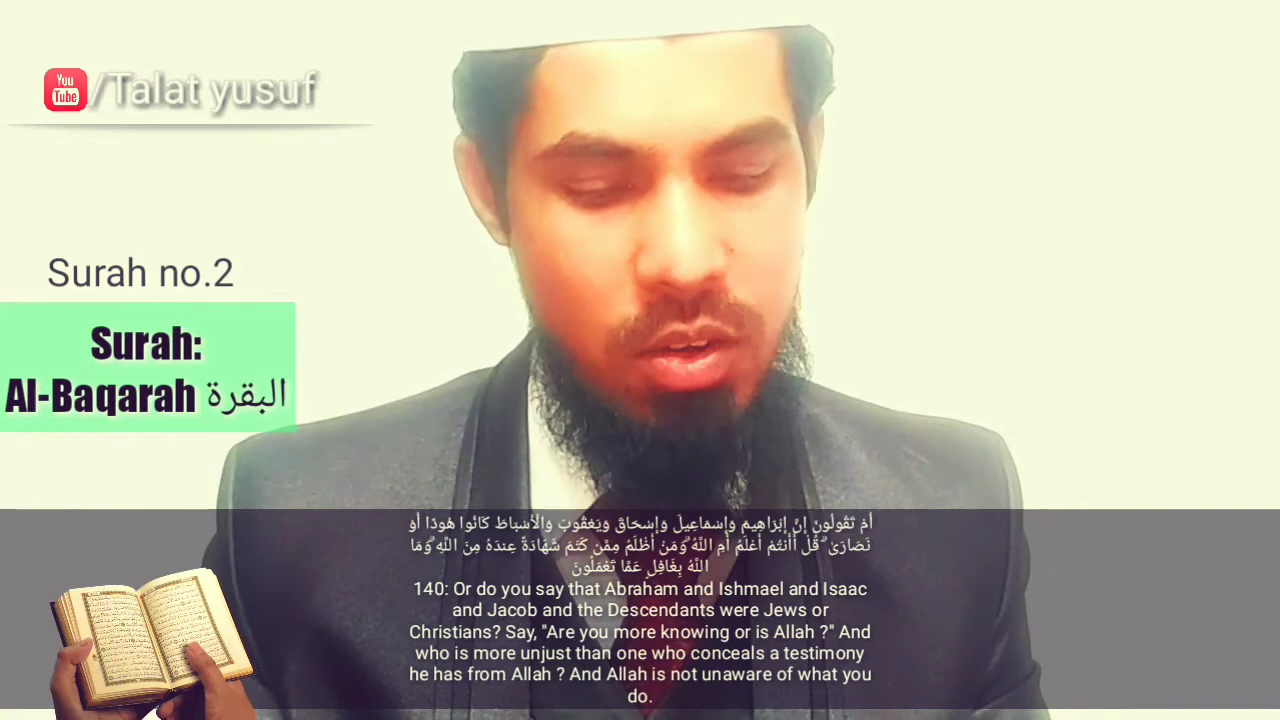 You
Tube
/Talat yusuf
Surah no.2
Surah:
Al-Baqarah البقرة
أَمْ تَقُولُونَ إِنَّ إِبْرَاهِيمَ وَإِسْمَاعِيلَ وَإِسْحَاقَ وَيَعْقُوبَ وَالْأَسْبَاطَ كَانُوا هُودًا أَوْ
نَصَارَىٰ ۗ قُلْ أَأَنتُمْ أَعْلَمُ أَمِ اللَّهُ ۗ وَمَنْ أَظْلَمُ مِمَّن كَتَمَ شَهَادَةً عِندَهُ مِنَ اللَّهِ ۗ وَمَا
اللَّهُ بِغَافِلٍ عَمَّا تَعْمَلُونَ
140: Or do you say that Abraham and Ishmael and Isaac
and Jacob and the Descendants were Jews or
Christians? Say, "Are you more knowing or is Allah ?" And
who is more unjust than one who conceals a testimony
he has from Allah ? And Allah is not unaware of what you
do.